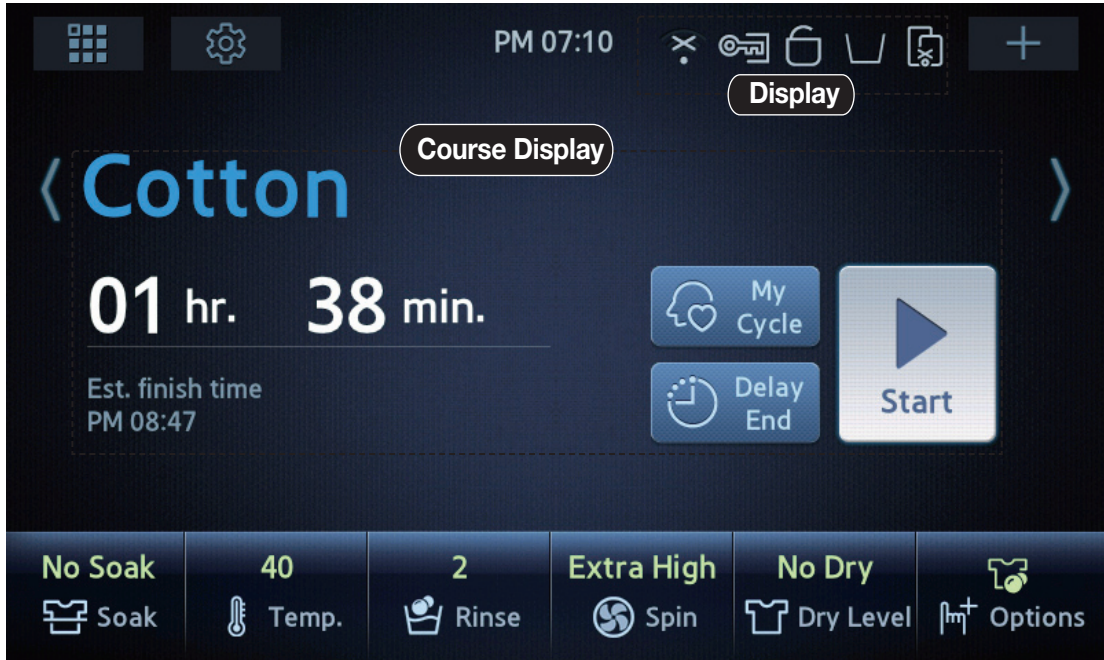 PM 07:10
Display
Course Display
Cotton
01 hr. 38 min.
Est. finish time
PM 08:47
My
Cycle
Delay
End
Start
No Soak
Soak
40
Temp.
2
Rinse
Extra High
Spin
No Dry
Dry Level
Options